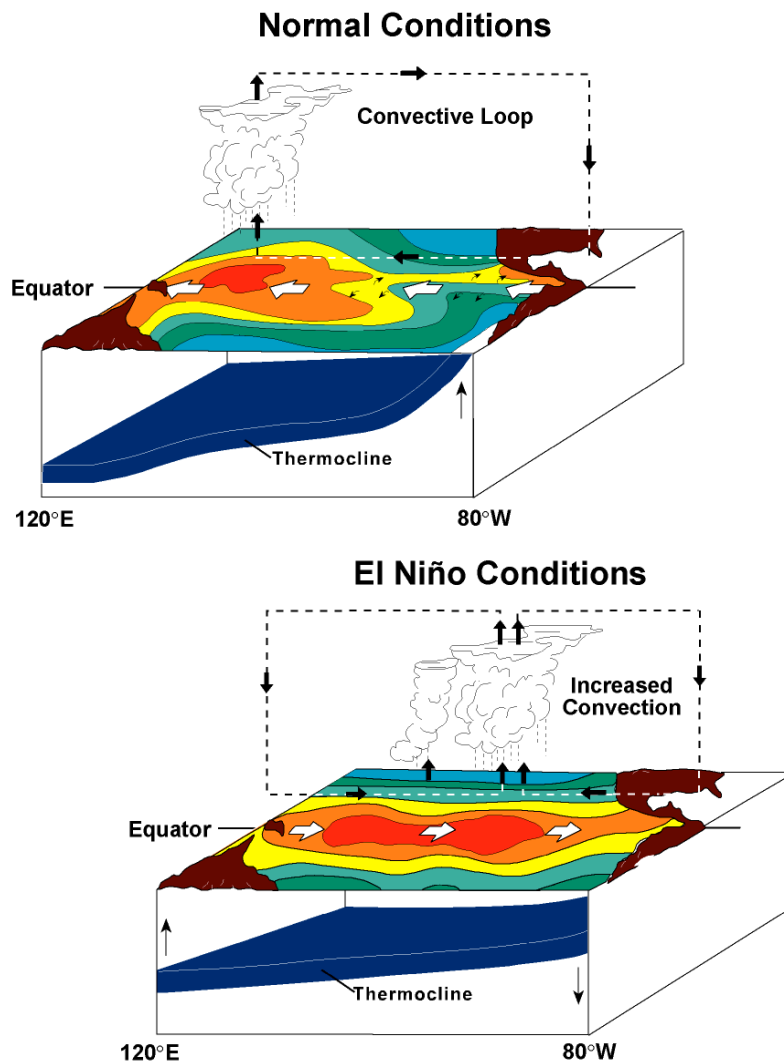 Normal Conditions
Convective Loop
Equator
Thermocline
120°E
80°W
El Niño Conditions
Increased
Convection
Equator
Thermocline
120°E
80°W